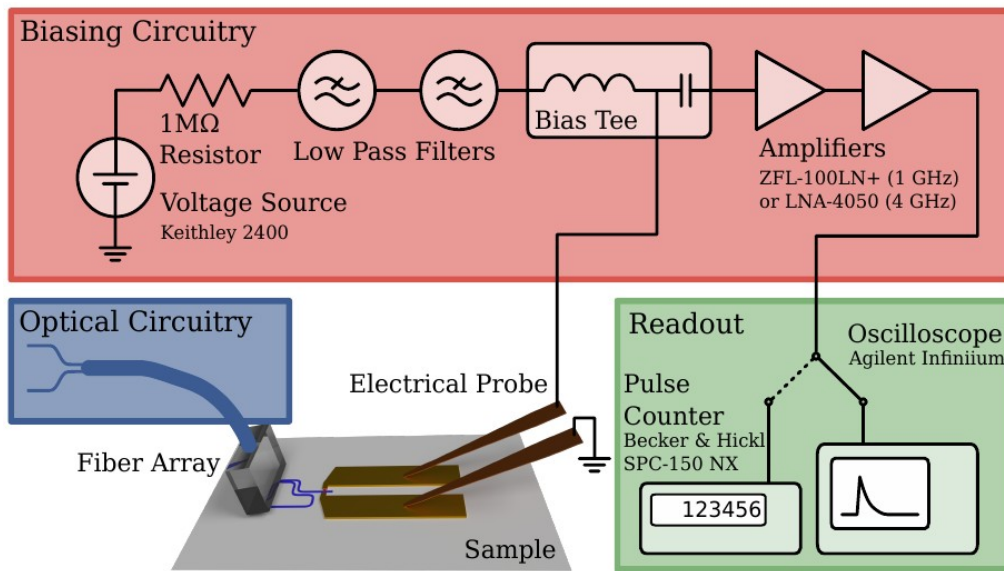 Biasing Circuitry
1MΩ
Resistor
Voltage Source
Keithley 2400
Low Pass Filters
Bias Tee
Amplifiers
ZFL-100LN+ (1 GHz)
or LNA-4050 (4 GHz)
Optical Circuitry
Fiber Array
Electrical Probe
Sample
Readout
Oscilloscope
Agilent Infiniium
Pulse
Counter
Becker & Hickl
SPC-150 NX
123456